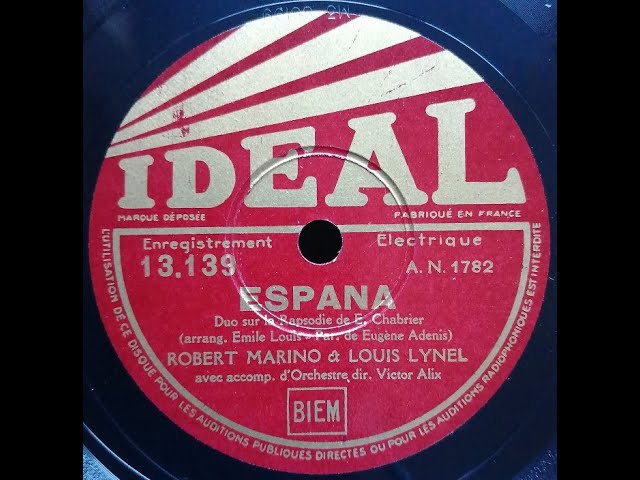 IDEAL
MARQUE DÉPOSÉE
FABRIQUÉ EN FRANCE
Enregistrement
Electrique
13.139
A.N. 1782
ESPANA
Duo sur la Rapsodie de E. Chabrier
(arrang. Emile Louis - Par. de Eugène Adenis)
ROBERT MARINO & LOUIS LYNEL
avec accomp. d'Orchestre dir. Victor Alix
BIEM
L'UTILISATION DE CE DISQUE POUR LES AUDITIONS PUBLIQUES DIRECTES OU POUR LES AUDITIONS RADIOPHONIQUES EST INTERDITE